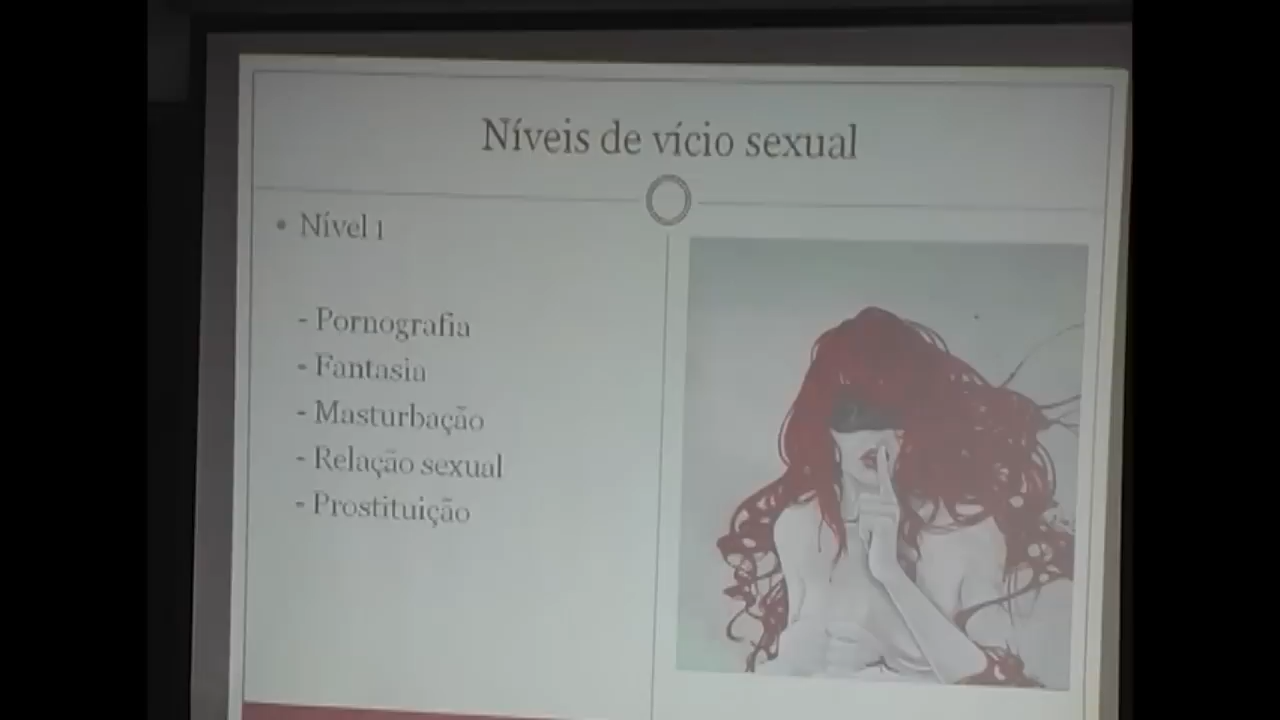 Níveis de vício sexual
• Nível 1
- Pornografia
- Fantasia
- Masturbação
- Relação sexual
- Prostituição